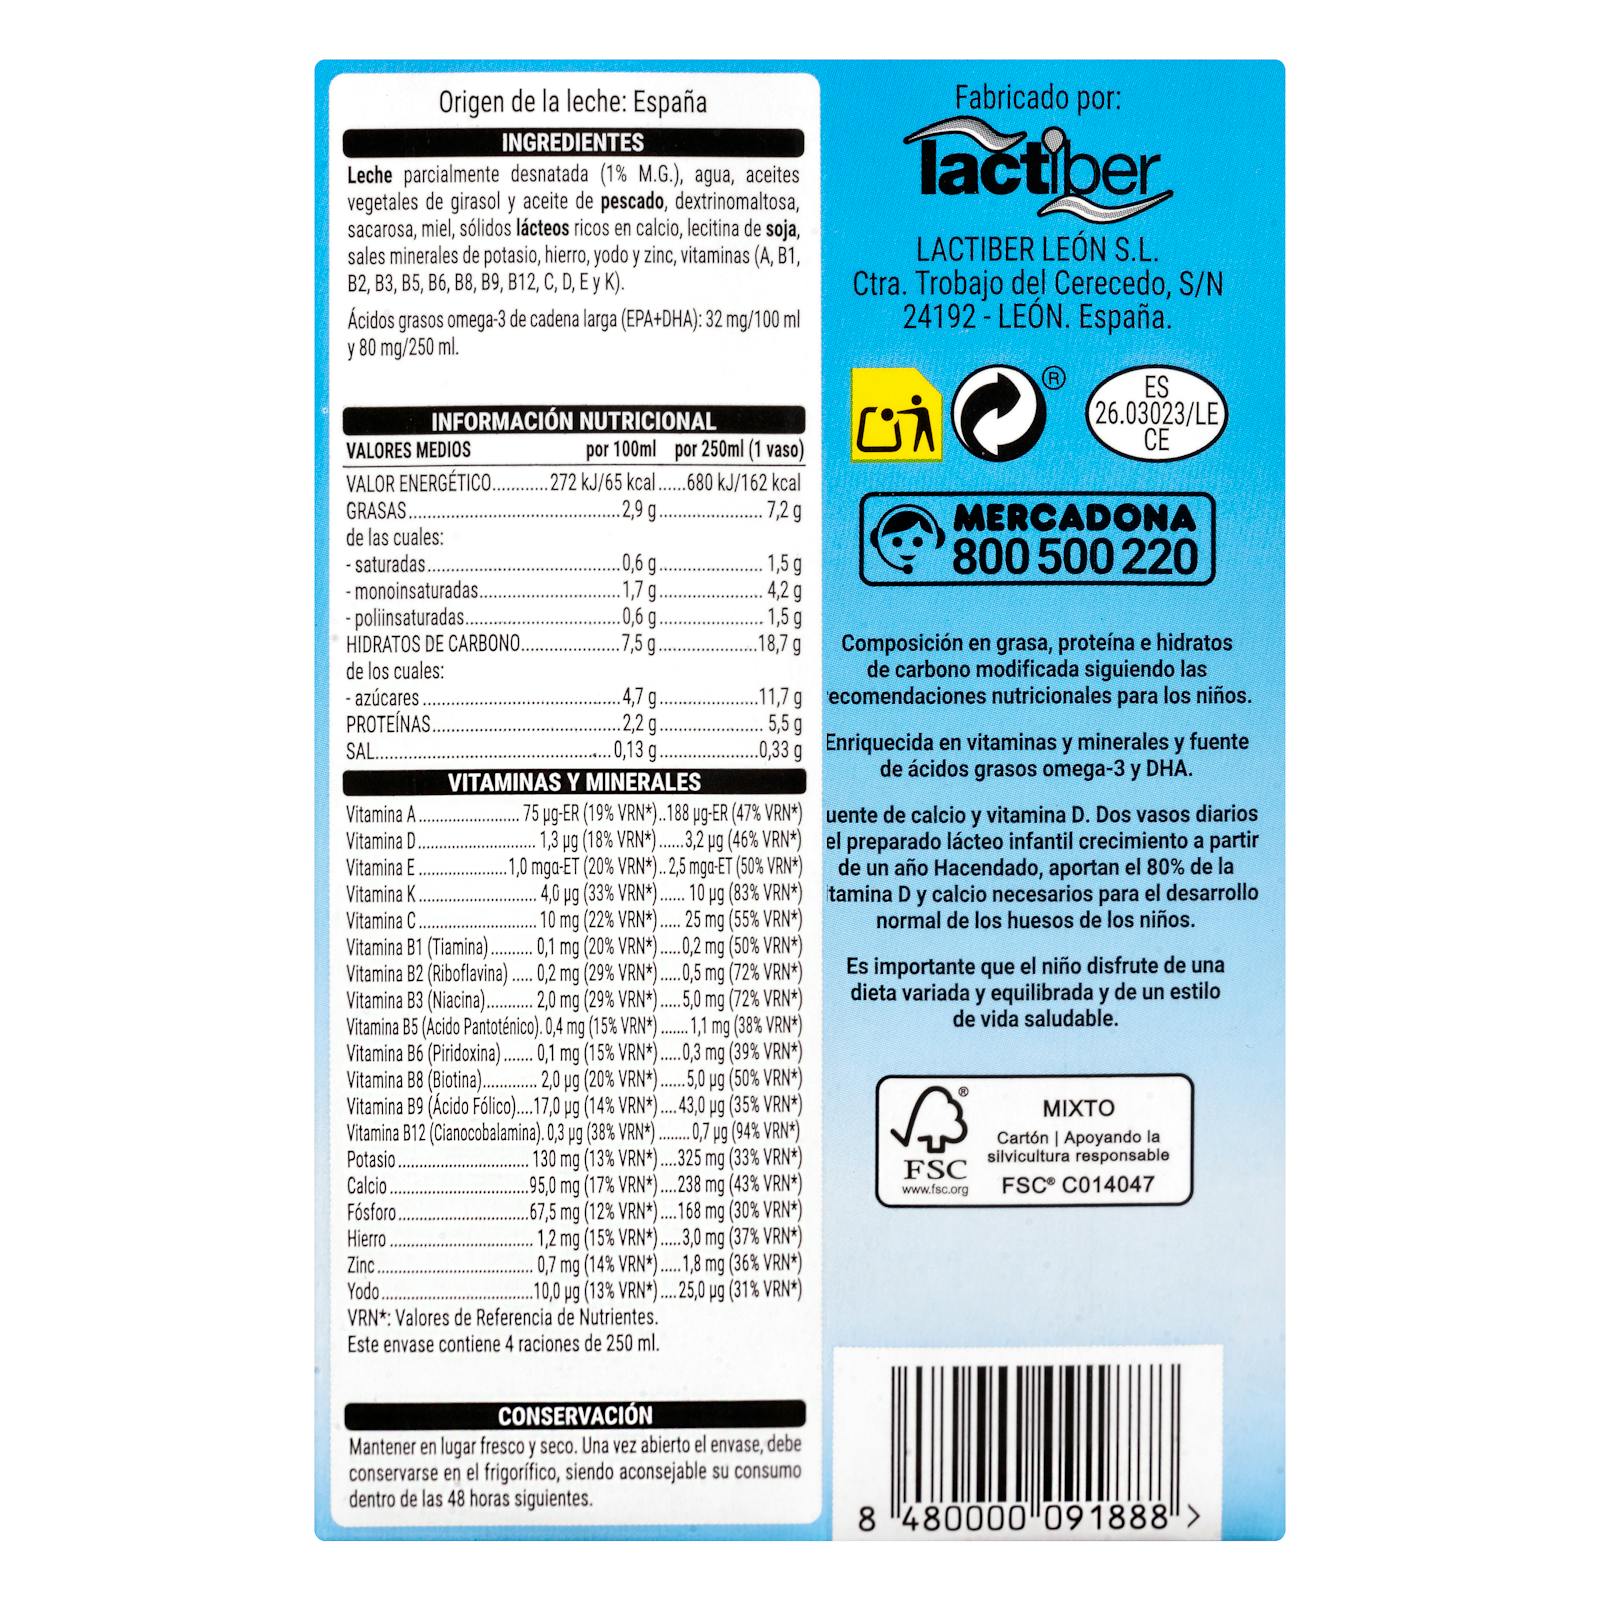 Origen de la leche: España
INGREDIENTES
Leche parcialmente desnatada (1% M.G.), agua, aceites
vegetales de girasol y aceite de pescado, dextrinomaltosa,
sacarosa, miel, sólidos lácteos ricos en calcio, lecitina de soja,
sales minerales de potasio, hierro, yodo y zinc, vitaminas (A, B1,
B2, B3, B5, B6, B8, B9, B12, C, D, E y K).
Ácidos grasos omega-3 de cadena larga (EPA+DHA): 32 mg/100 ml
y 80 mg/250 ml.
INFORMACIÓN NUTRICIONAL
VALORES MEDIOS por 100ml por 250ml (1 vaso)
VALOR ENERGÉTICO............272 kJ/65 kcal......680 kJ/162 kcal
GRASAS.............................2,9 g......................7,2 g
de las cuales:
- saturadas.............................0,6 g......................1,5 g
- monoinsaturadas....................1,7 g......................4,2 g
- poliinsaturadas......................0,6 g......................1,5 g
HIDRATOS DE CARBONO..............7,5 g....................18,7 g
de los cuales:
- azúcares.............................4,7 g....................11,7 g
PROTEÍNAS..........................2,2 g......................5,5 g
SAL....................................0,13 g....................0,33 g
VITAMINAS Y MINERALES
Vitamina A....................75 µg-ER (19% VRN*)..188 µg-ER (47% VRN*)
Vitamina D.......................1,3 µg (18% VRN*)......3,2 µg (46% VRN*)
Vitamina E.................1,0 mgα-ET (20% VRN*)..2,5 mgα-ET (50% VRN*)
Vitamina K.......................4,0 µg (33% VRN*)......10 µg (83% VRN*)
Vitamina C.......................10 mg (22% VRN*).....25 mg (55% VRN*)
Vitamina B1 (Tiamina).........0,1 mg (20% VRN*).....0,2 mg (50% VRN*)
Vitamina B2 (Riboflavina).....0,2 mg (29% VRN*).....0,5 mg (72% VRN*)
Vitamina B3 (Niacina)..........2,0 mg (29% VRN*).....5,0 mg (72% VRN*)
Vitamina B5 (Acido Pantoténico).0,4 mg (15% VRN*).......1,1 mg (38% VRN*)
Vitamina B6 (Piridoxina).......0,1 mg (15% VRN*).....0,3 mg (39% VRN*)
Vitamina B8 (Biotina)...........2,0 µg (20% VRN*)......5,0 µg (50% VRN*)
Vitamina B9 (Ácido Fólico)....17,0 µg (14% VRN*)....43,0 µg (35% VRN*)
Vitamina B12 (Cianocobalamina).0,3 µg (38% VRN*)........0,7 µg (94% VRN*)
Potasio..........................130 mg (13% VRN*)....325 mg (33% VRN*)
Calcio...........................95,0 mg (17% VRN*)....238 mg (43% VRN*)
Fósforo.........................67,5 mg (12% VRN*)....168 mg (30% VRN*)
Hierro............................1,2 mg (15% VRN*).....3,0 mg (37% VRN*)
Zinc...............................0,7 mg (14% VRN*).....1,8 mg (36% VRN*)
Yodo.............................10,0 µg (13% VRN*)....25,0 µg (31% VRN*)
VRN*: Valores de Referencia de Nutrientes.
Este envase contiene 4 raciones de 250 ml.
CONSERVACIÓN
Mantener en lugar fresco y seco. Una vez abierto el envase, debe
conservarse en el frigorífico, siendo aconsejable su consumo
dentro de las 48 horas siguientes.
Fabricado por:
lactiber
LACTIBER LEÓN S.L.
Ctra. Trobajo del Cerecedo, S/N
24192 - LEÓN. España.
®
ES
26.03023/LE
CE
MERCADONA
800 500 220
Composición en grasa, proteína e hidratos
de carbono modificada siguiendo las
ecomendaciones nutricionales para los niños.
Enriquecida en vitaminas y minerales y fuente
de ácidos grasos omega-3 y DHA.
uente de calcio y vitamina D. Dos vasos diarios
el preparado lácteo infantil crecimiento a partir
de un año Hacendado, aportan el 80% de la
tamina D y calcio necesarios para el desarrollo
normal de los huesos de los niños.
Es importante que el niño disfrute de una
dieta variada y equilibrada y de un estilo
de vida saludable.
®
FSC
www.fsc.org
MIXTO
Cartón | Apoyando la
silvicultura responsable
FSC® C014047
8 480000 091888 >